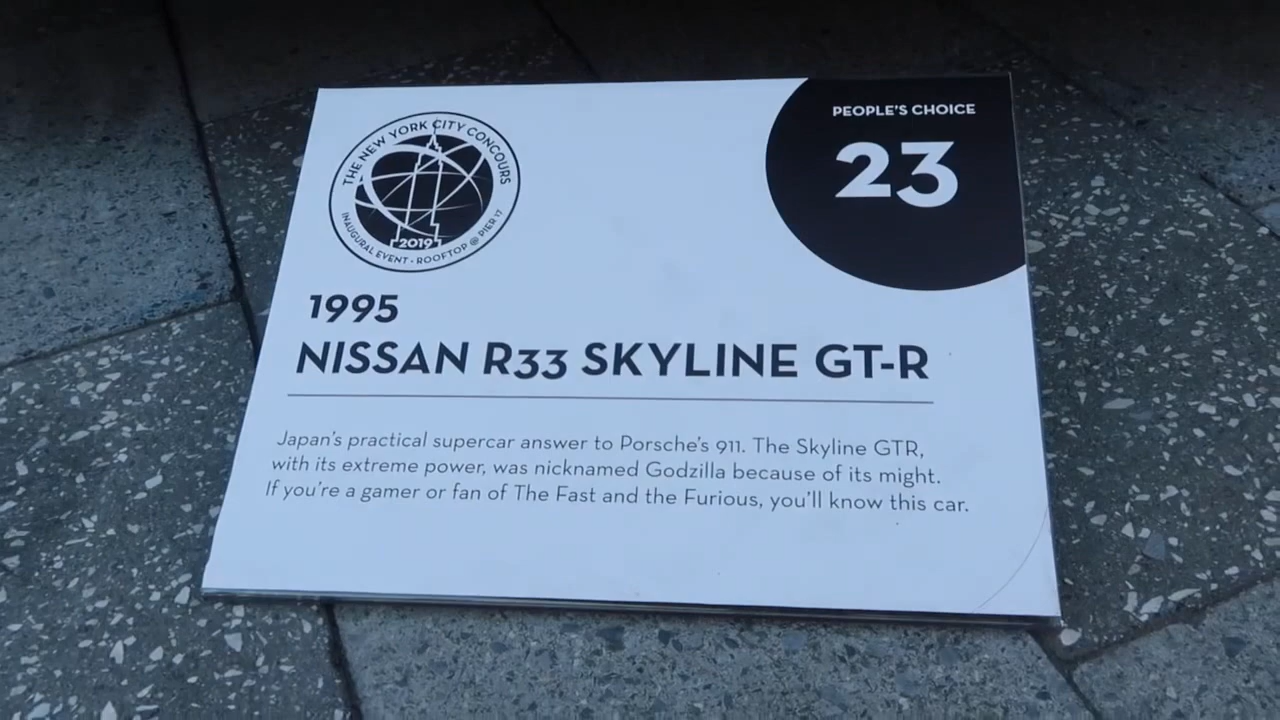 THE NEW YORK CITY CONCOURS
2019
INAUGURAL EVENT • ROOFTOP @ PIER 17
PEOPLE'S CHOICE
23
1995
NISSAN R33 SKYLINE GT-R
Japan's practical supercar answer to Porsche's 911. The Skyline GTR,
with its extreme power, was nicknamed Godzilla because of its might.
If you're a gamer or fan of The Fast and the Furious, you'll know this car.